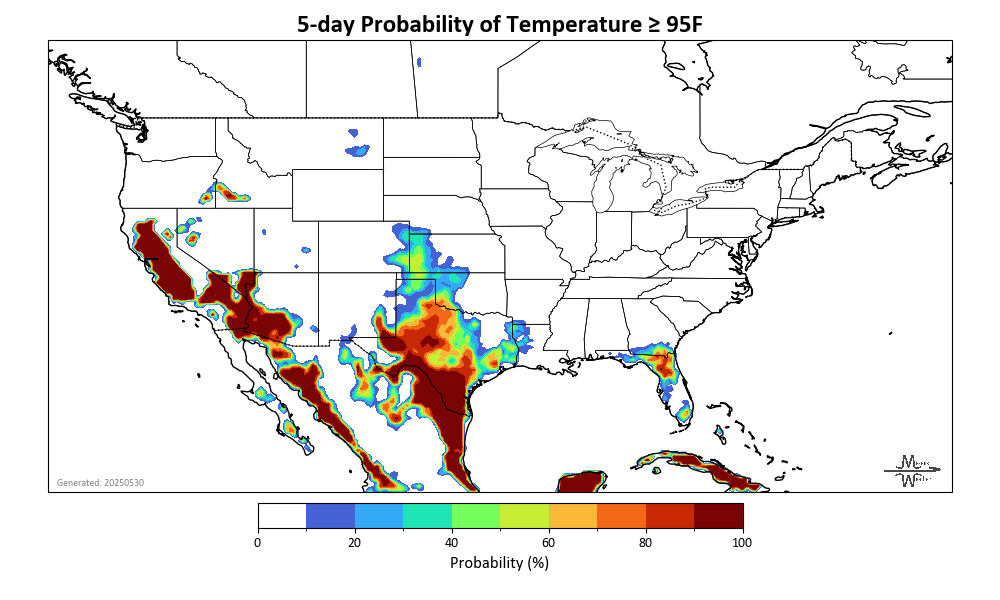 5-day Probability of Temperature ≥ 95F
Generated: 20250530
0 20 40 60 80 100
Probability (%)